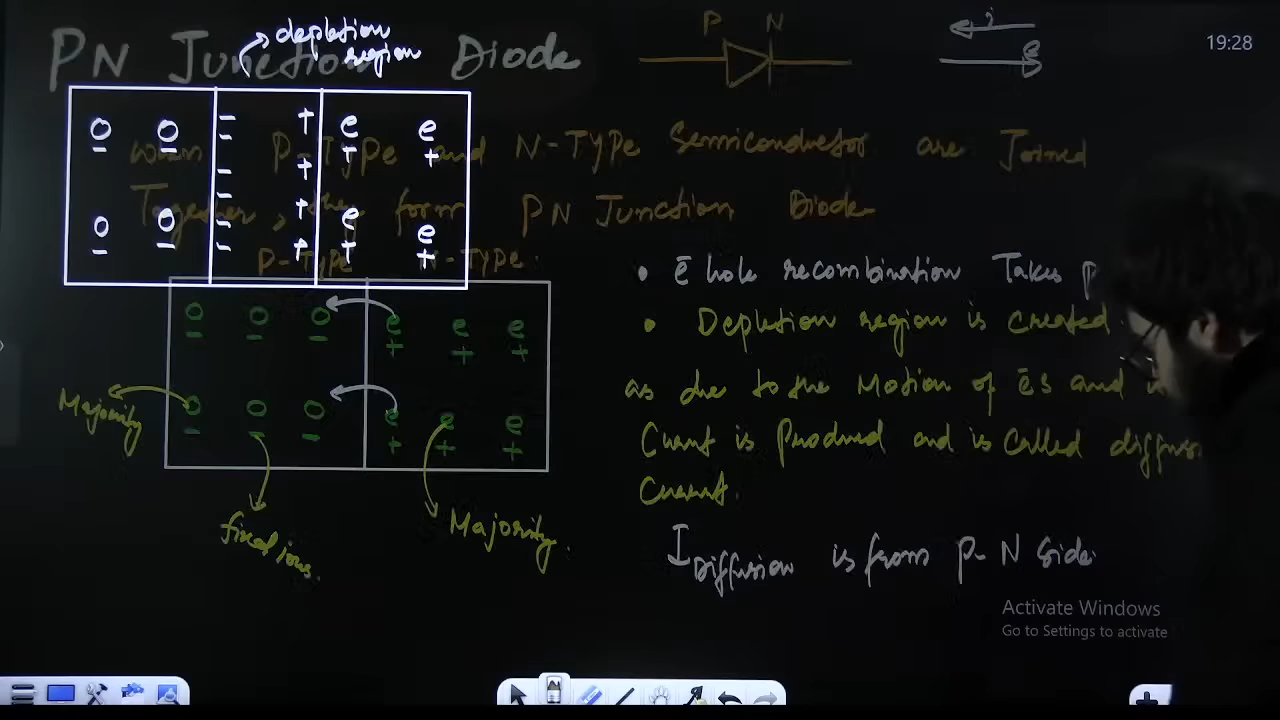 PN Junction Diode
depletion
region
P N
i
e
19:28
when P-Type and N-Type Semiconductor are Joined
Together, they form PN Junction Diode
P-Type N-Type
• ē hole recombination Takes
• Depletion region is created.
as due to the Motion of ēs and
is Produced and is Called
I Diffusion is from P-N Side
Majority
fixed ions.
Majority.
o o - + e e
- - - + +
o o - + e e
- - - + + +
o o o e e e
- - - + + +
o o o e e e
- - - + + +
Activate Windows
Go to Settings to activate